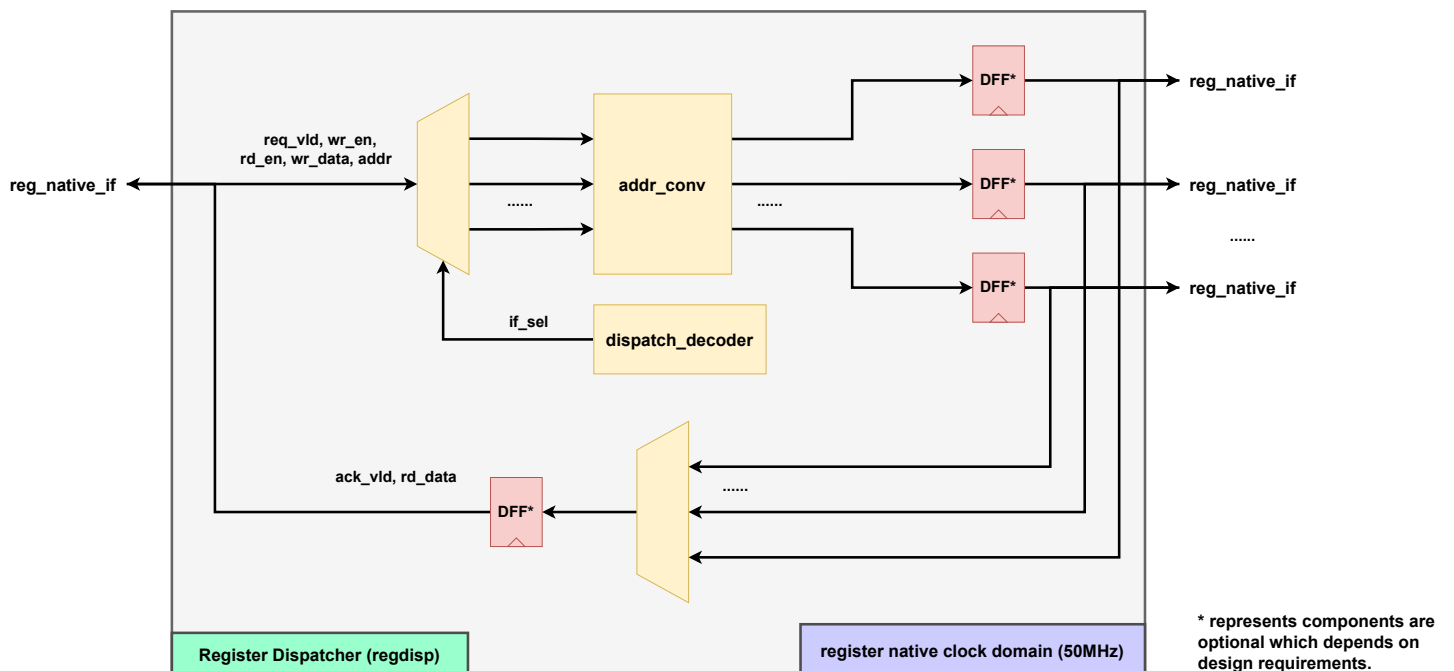 DFF*
reg_native_if
req_vld, wr_en,
rd_en, wr_data, addr
reg_native_if
addr_conv
DFF*
reg_native_if
......
......
......
DFF*
reg_native_if
if_sel
dispatch_decoder
ack_vld, rd_data
......
DFF*
* represents components are
optional which depends on
design requirements.
Register Dispatcher (regdisp)
register native clock domain (50MHz)